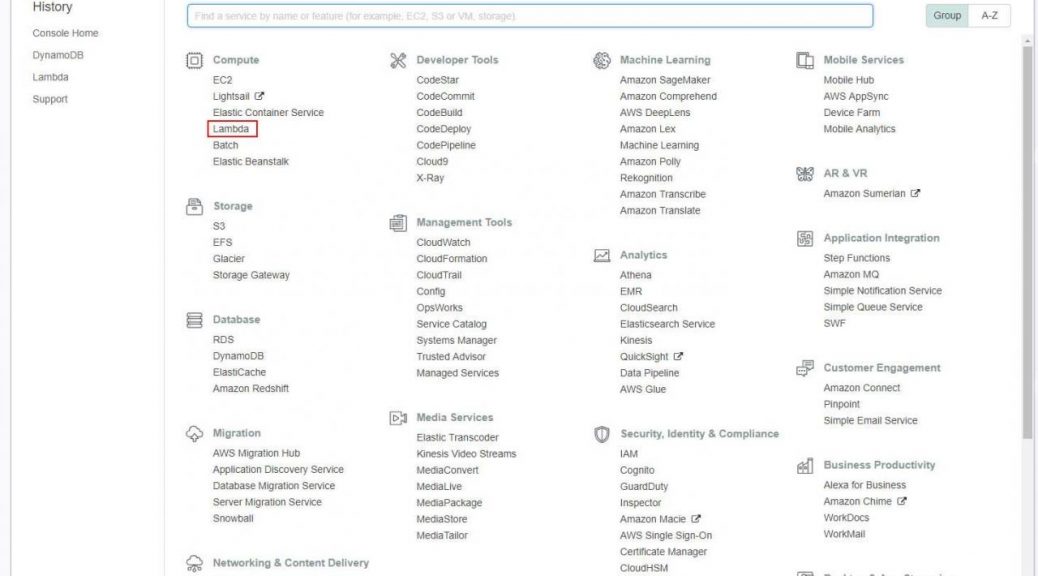 History
Console Home
DynamoDB
Lambda
Support
Find a service by name or feature (for example, EC2, S3 or VM, storage).
Group
A-Z
Compute
EC2
Lightsail
Elastic Container Service
Lambda
Batch
Elastic Beanstalk
Storage
S3
EFS
Glacier
Storage Gateway
Database
RDS
DynamoDB
ElastiCache
Amazon Redshift
Migration
AWS Migration Hub
Application Discovery Service
Database Migration Service
Server Migration Service
Snowball
Networking & Content Delivery
Developer Tools
CodeStar
CodeCommit
CodeBuild
CodeDeploy
CodePipeline
Cloud9
X-Ray
Management Tools
CloudWatch
CloudFormation
CloudTrail
Config
OpsWorks
Service Catalog
Systems Manager
Trusted Advisor
Managed Services
Media Services
Elastic Transcoder
Kinesis Video Streams
MediaConvert
MediaLive
MediaPackage
MediaStore
MediaTailor
Machine Learning
Amazon SageMaker
Amazon Comprehend
AWS DeepLens
Amazon Lex
Machine Learning
Amazon Polly
Rekognition
Amazon Transcribe
Amazon Translate
Analytics
Athena
EMR
CloudSearch
Elasticsearch Service
Kinesis
QuickSight
Data Pipeline
AWS Glue
Security, Identity & Compliance
IAM
Cognito
GuardDuty
Inspector
Amazon Macie
AWS Single Sign-On
Certificate Manager
CloudHSM
Mobile Services
Mobile Hub
AWS AppSync
Device Farm
Mobile Analytics
AR & VR
Amazon Sumerian
Application Integration
Step Functions
Amazon MQ
Simple Notification Service
Simple Queue Service
SWF
Customer Engagement
Amazon Connect
Pinpoint
Simple Email Service
Business Productivity
Alexa for Business
Amazon Chime
WorkDocs
WorkMail